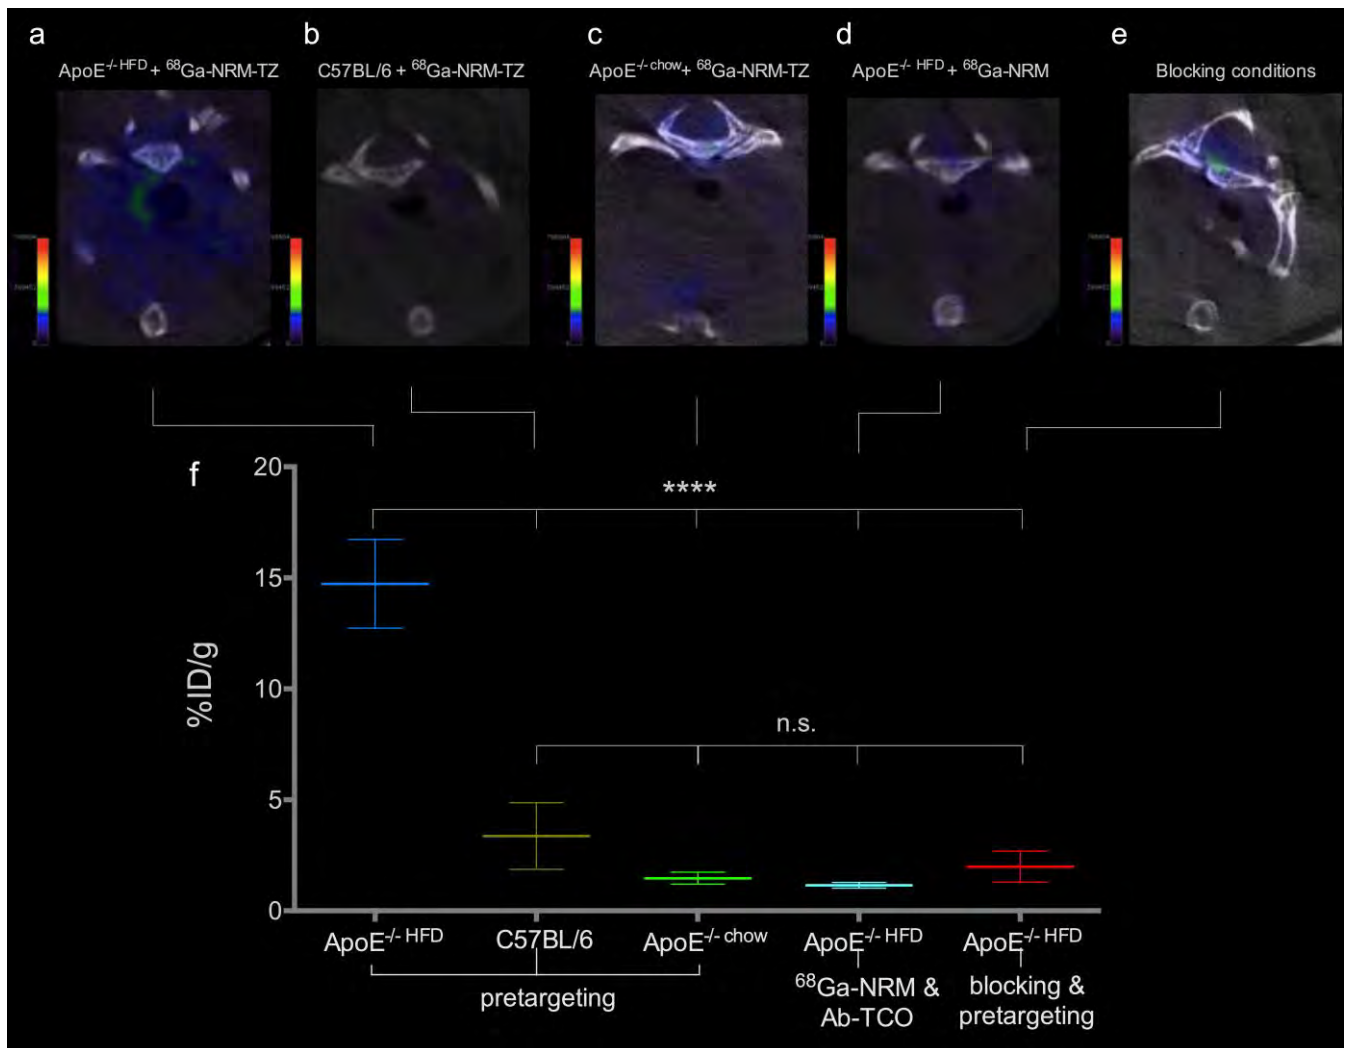 a
b
c
d
e
ApoE-/- HFD + 68Ga-NRM-TZ
C57BL/6 + 68Ga-NRM-TZ
ApoE-/- chow+ 68Ga-NRM-TZ
ApoE-/- HFD + 68Ga-NRM
Blocking conditions
f
%ID/g
20
15
10
5
0
****
n.s.
ApoE-/- HFD
C57BL/6
ApoE-/- chow
ApoE-/- HFD
ApoE-/- HFD
pretargeting
68Ga-NRM &
Ab-TCO
blocking &
pretargeting